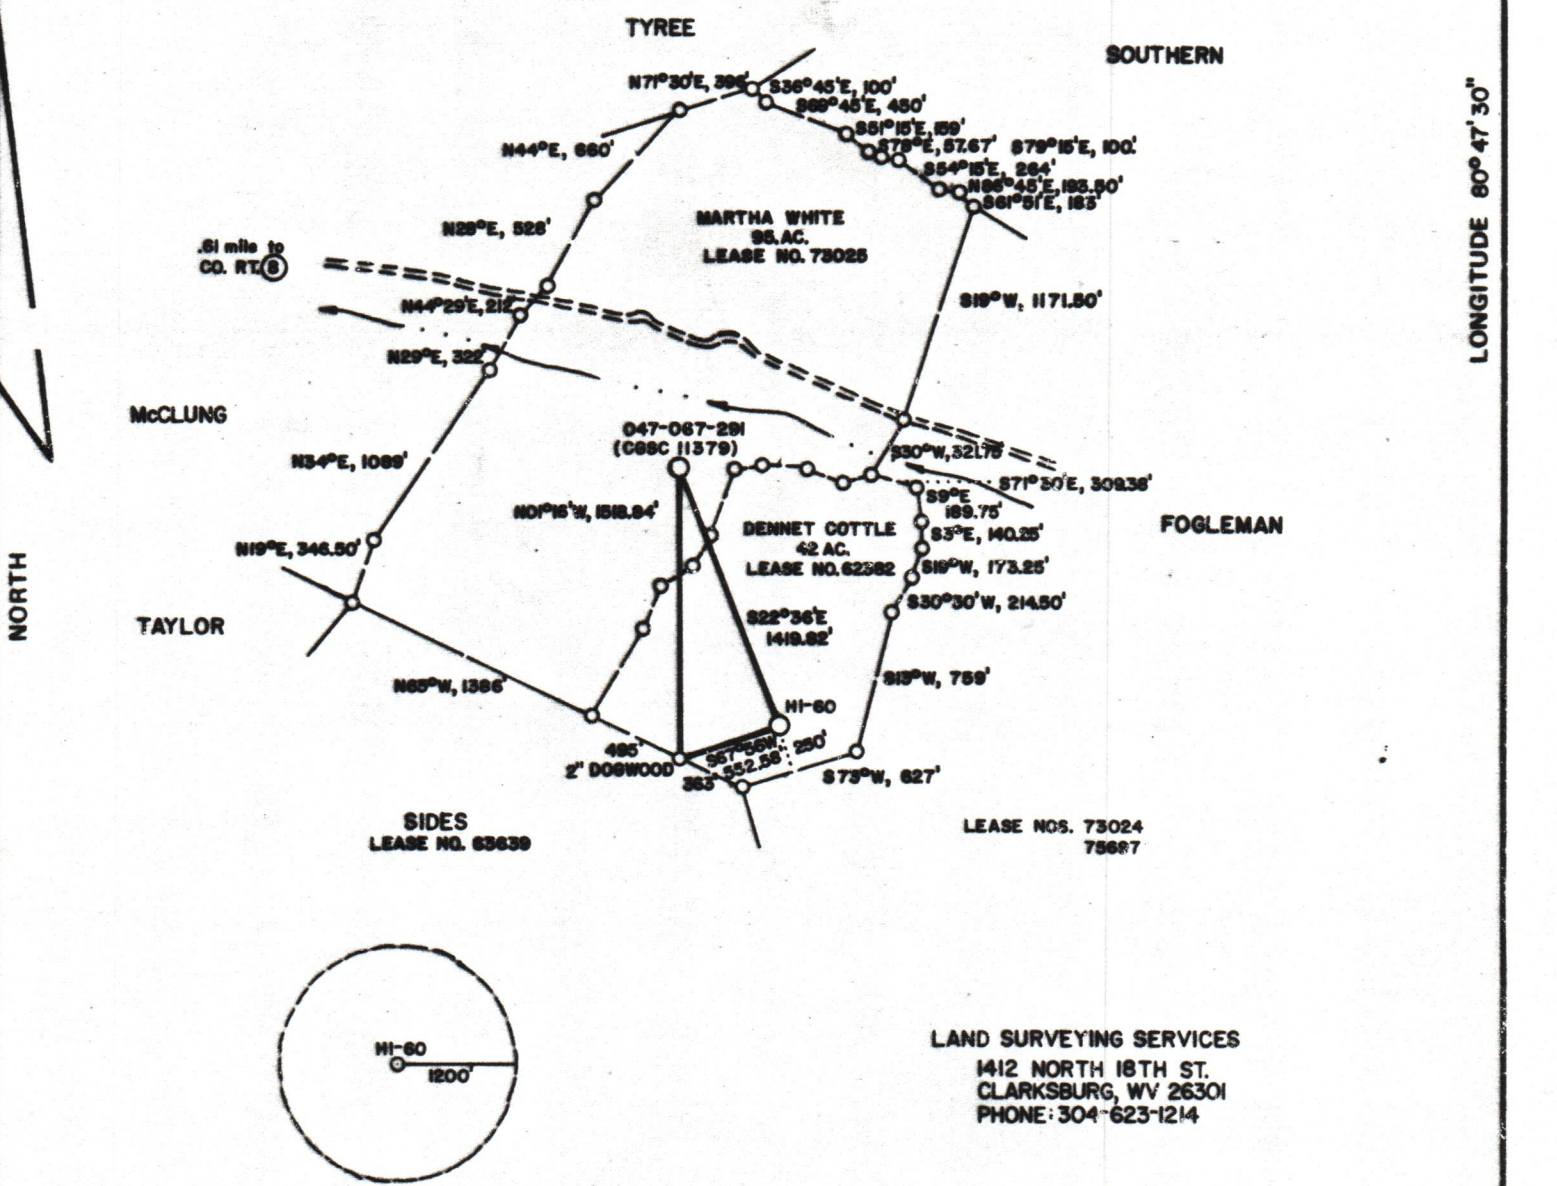 TYREE
SOUTHERN
LONGITUDE 80° 47' 30"
N71°30'E, 396'
S36°45'E, 100'
S69°45'E, 450'
S51°15'E, 159'
S78°E, 57.67'
S79°15'E, 100.'
N44°E, 660'
S54°15'E, 264'
N86°45'E, 193.50'
S61°51'E, 183'
MARTHA WHITE
95. AC.
LEASE NO. 73025
N29°E, 528'
.61 mile to
CO. RT. 8
N44°29'E, 212'
S19°W, 1171.50'
N29°E, 322'
McCLUNG
047-067-291
(CGSC 11379)
S30°W, 321.75'
N34°E, 1089'
S71°30'E, 309.38'
S9°E
189.75'
N01°16'W, 1518.94'
DENNET COTTLE
42 AC.
LEASE NO. 62382
FOGLEMAN
S3°E, 140.25'
N19°E, 346.50'
S19°W, 173.25'
NORTH
S30°30'W, 214.50'
TAYLOR
S22°36'E
1419.82'
N65°W, 1386'
S13°W, 759'
H1-60
495'
S67°56'W
552.58'
250'
2" DOGWOOD
363'
S73°W, 627'
SIDES
LEASE NO. 63639
LEASE NOS. 73024
75687
H1-60
1200'
LAND SURVEYING SERVICES
1412 NORTH 18TH ST.
CLARKSBURG, WV 26301
PHONE: 304-623-1214